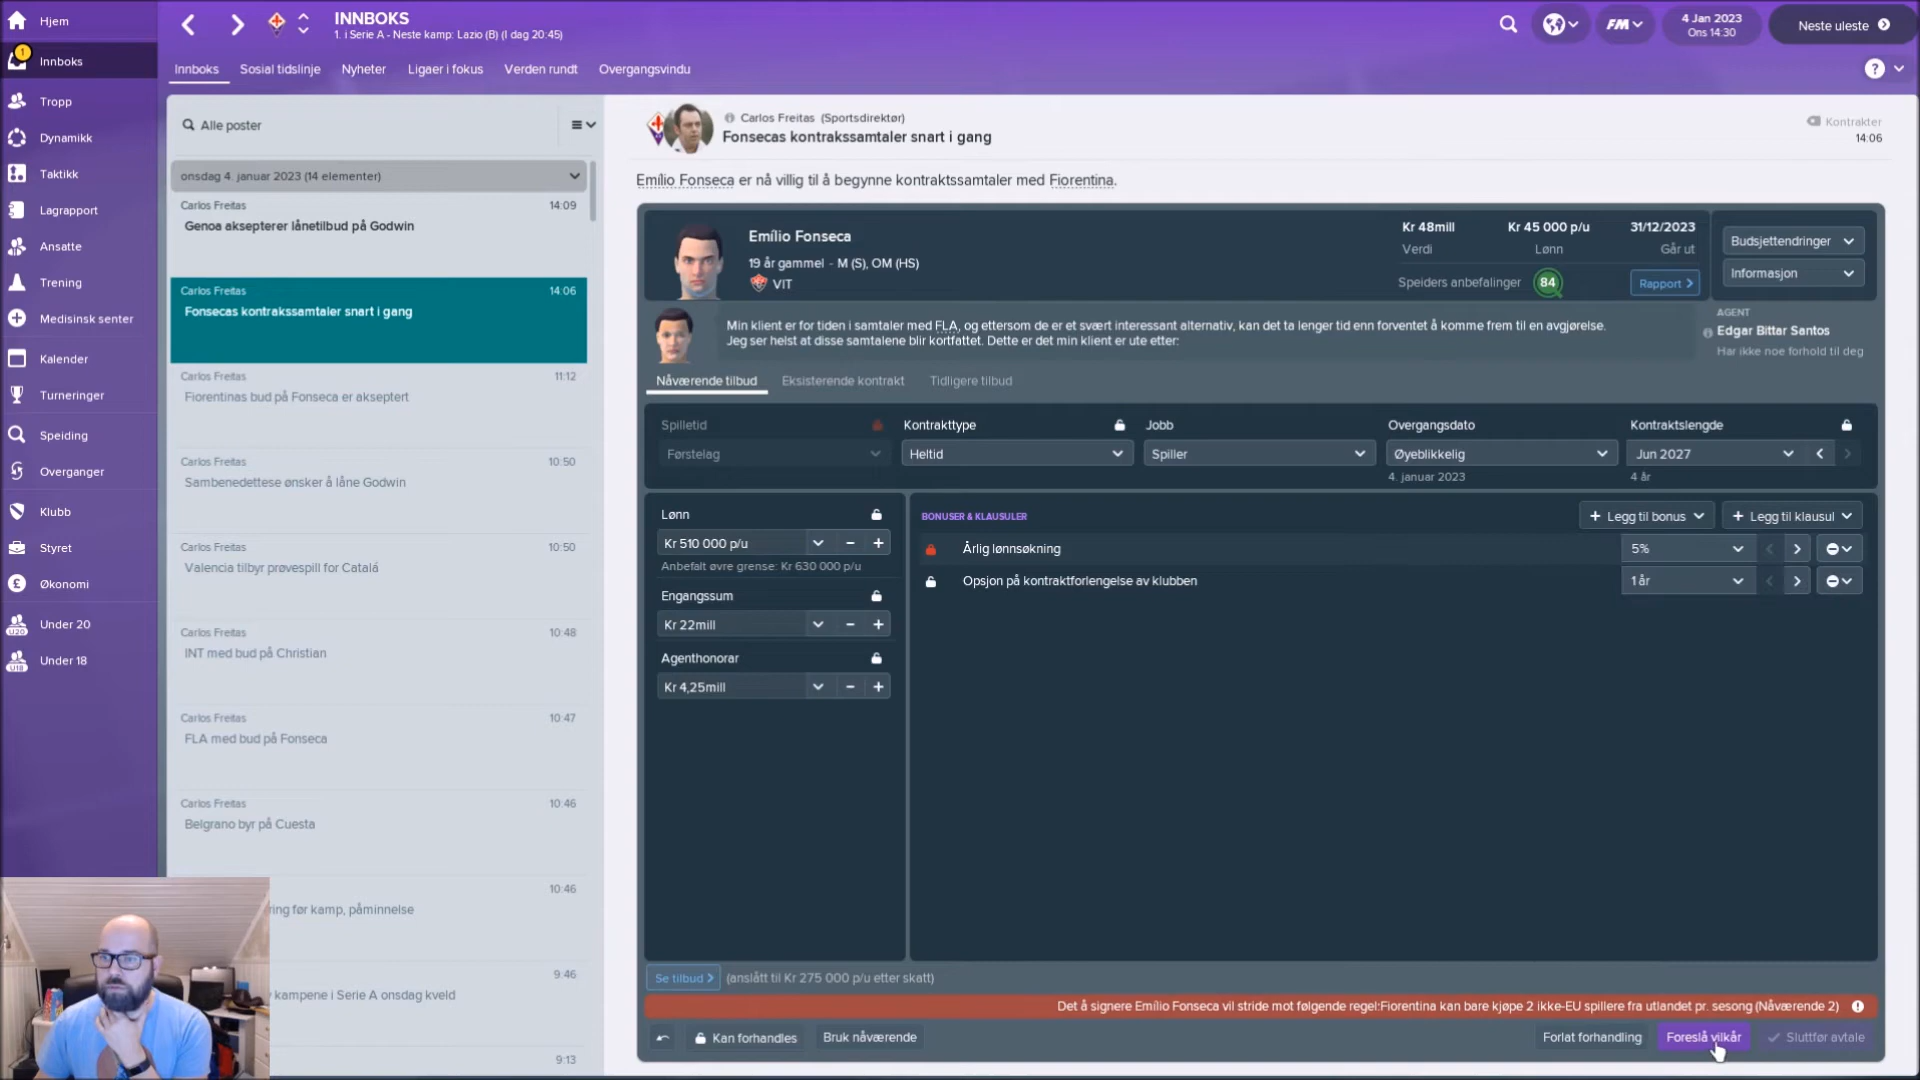 Hjem
1
Innboks
Tropp
Dynamikk
Taktikk
Lagrapport
Ansatte
Trening
Medisinsk senter
Kalender
Turneringer
Speiding
Overganger
Klubb
Styret
Økonomi
Under 20
Under 18
INNBOKS
1. i Serie A - Neste kamp: Lazio (B) (I dag 20:45)
FM
4 Jan 2023
Ons 14:30
Neste uleste
Innboks Sosial tidslinje Nyheter Ligaer i fokus Verden rundt Overgangsvindu
?
Alle poster
onsdag 4. januar 2023 (14 elementer)
Carlos Freitas 14:09
Genoa aksepterer lånetilbud på Godwin
Carlos Freitas 14:06
Fonsecas kontrakssamtaler snart i gang
Carlos Freitas 11:12
Fiorentinas bud på Fonseca er akseptert
Carlos Freitas 10:50
Sambenedettese ønsker å låne Godwin
Carlos Freitas 10:50
Valencia tilbyr prøvespill for Catalá
Carlos Freitas 10:48
INT med bud på Christian
Carlos Freitas 10:47
FLA med bud på Fonseca
Carlos Freitas 10:46
Belgrano byr på Cuesta
10:46
ring før kamp, påminnelse
9:46
kampene i Serie A onsdag kveld
9:13
Carlos Freitas (Sportsdirektør)
Fonsecas kontrakssamtaler snart i gang
Kontrakter
14:06
Emílio Fonseca er nå villig til å begynne kontraktssamtaler med Fiorentina.
Emílio Fonseca
19 år gammel - M (S), OM (HS)
VIT
Kr 48mill Kr 45 000 p/u 31/12/2023
Verdi Lønn Går ut
Speiders anbefalinger 84 Rapport
Budsjettendringer
Informasjon
Min klient er for tiden i samtaler med FLA, og ettersom de er et svært interessant alternativ, kan det ta lenger tid enn forventet å komme frem til en avgjørelse.
Jeg ser helst at disse samtalene blir kortfattet. Dette er det min klient er ute etter:
AGENT
Edgar Bittar Santos
Har ikke noe forhold til deg
Nåværende tilbud Eksisterende kontrakt Tidligere tilbud
Spilletid Kontrakttype Jobb Overgangsdato Kontraktslengde
Førstelag Heltid Spiller Øyeblikkelig Jun 2027
4. januar 2023 4 år
Lønn
Kr 510 000 p/u
Anbefalt øvre grense: Kr 630 000 p/u
Engangssum
Kr 22mill
Agenthonorar
Kr 4,25mill
BONUSER & KLAUSULER
Legg til bonus Legg til klausul
Årlig lønnsøkning 5%
Opsjon på kontraktforlengelse av klubben 1 år
Se tilbud (anslått til Kr 275 000 p/u etter skatt)
Det å signere Emílio Fonseca vil stride mot følgende regel:Fiorentina kan bare kjøpe 2 ikke-EU spillere fra utlandet pr. sesong (Nåværende 2)
Kan forhandles Bruk nåværende Forlat forhandling Foreslå vilkår Sluttfør avtale